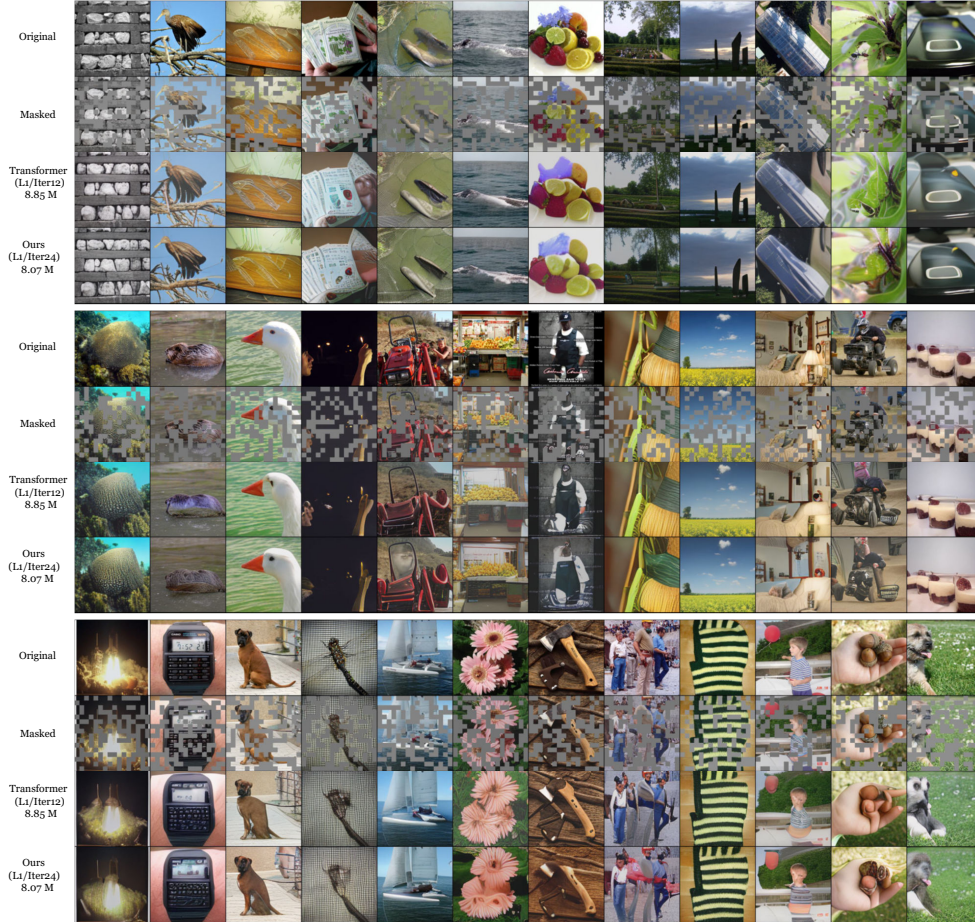 Original
Masked
Transformer
(L1/Iter12)
8.85 M
Ours
(L1/Iter24)
8.07 M
Original
Masked
Transformer
(L1/Iter12)
8.85 M
Ours
(L1/Iter24)
8.07 M
Original
Masked
Transformer
(L1/Iter12)
8.85 M
Ours
(L1/Iter24)
8.07 M